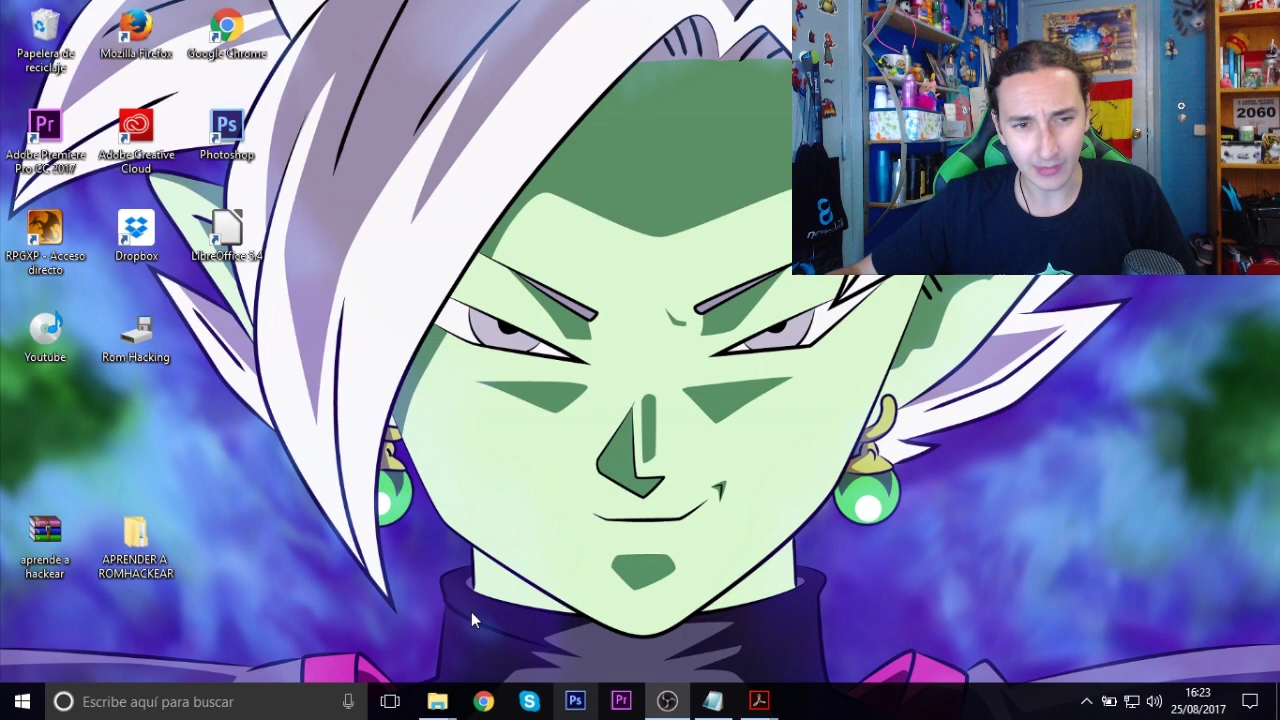 Papelera de
reciclaje
Mozilla Firefox
Google Chrome
Pr
Adobe Premiere
Pro CC 2017
Adobe Creative
Cloud
Ps
Photoshop
RPGXP - Acceso
directo
Dropbox
LibreOffice 5.4
Youtube
Rom Hacking
aprende a
hackear
APRENDER A
ROMHACKEAR
2060
Escribe aquí para buscar
Ps
Pr
16:23
25/08/2017